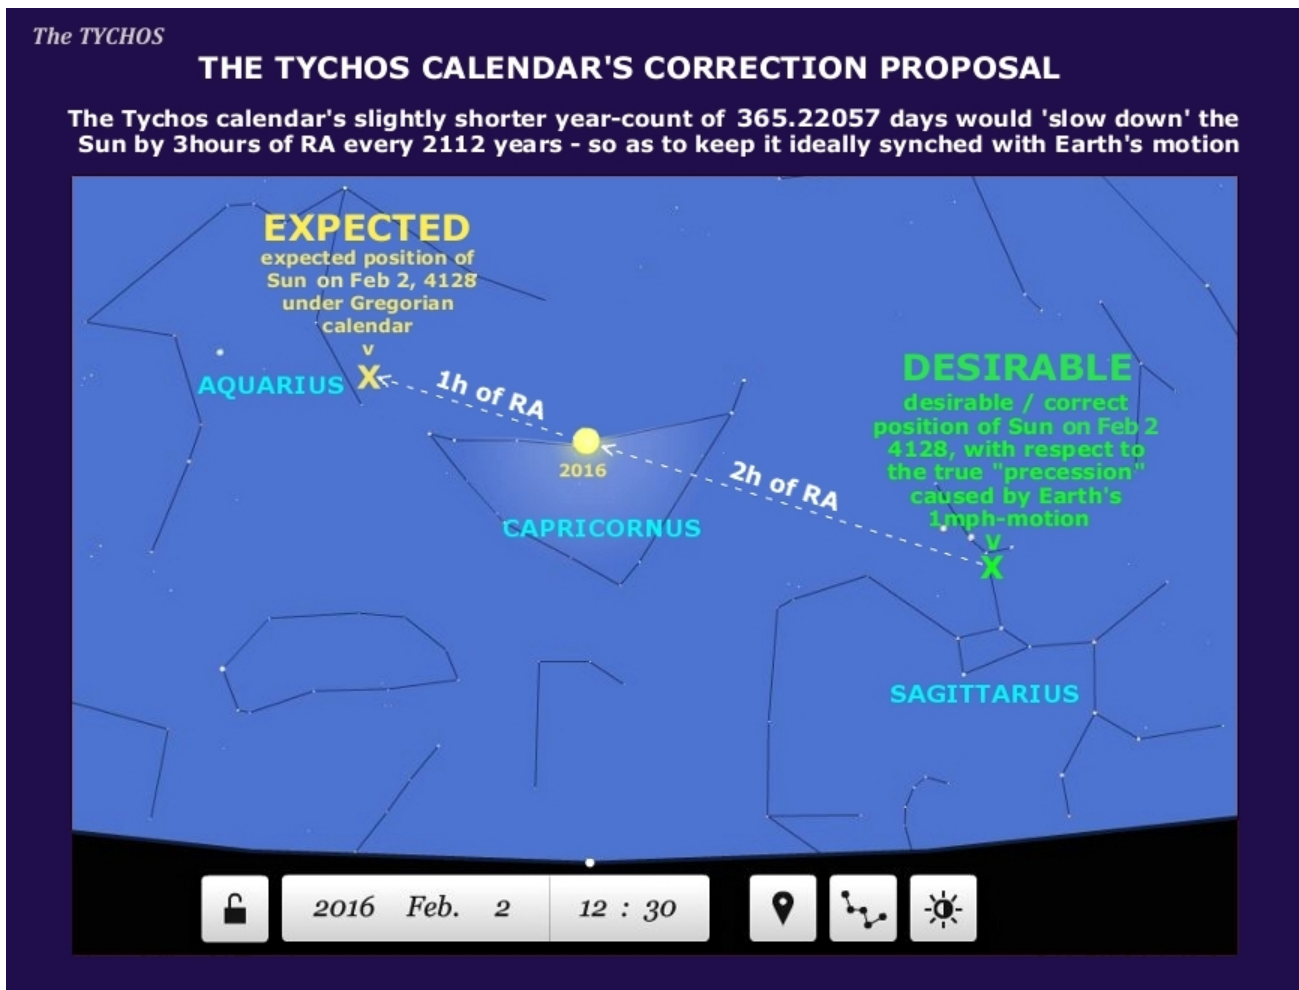 The TYCHOS
THE TYCHOS CALENDAR'S CORRECTION PROPOSAL
The Tychos calendar's slightly shorter year-count of 365.22057 days would 'slow down' the
Sun by 3hours of RA every 2112 years - so as to keep it ideally synched with Earth's motion
EXPECTED
expected position of
Sun on Feb 2, 4128
under Gregorian
calendar
v
X
AQUARIUS
1h of RA
2016
CAPRICORNUS
2h of RA
DESIRABLE
desirable / correct
position of Sun on Feb 2
4128, with respect to
the true "precession"
caused by Earth's
1mph-motion
v
X
SAGITTARIUS
2016 Feb. 2 12 : 30